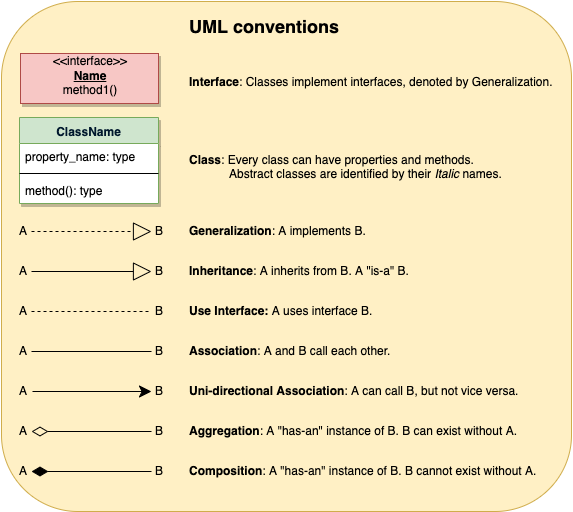 UML conventions
<<interface>>
Name
method1()
Interface: Classes implement interfaces, denoted by Generalization.
ClassName
property_name: type
method(): type
Class: Every class can have properties and methods.
Abstract classes are identified by their Italic names.
A B Generalization: A implements B.
A B Inheritance: A inherits from B. A "is-a" B.
A B Use Interface: A uses interface B.
A B Association: A and B call each other.
A B Uni-directional Association: A can call B, but not vice versa.
A B Aggregation: A "has-an" instance of B. B can exist without A.
A B Composition: A "has-an" instance of B. B cannot exist without A.